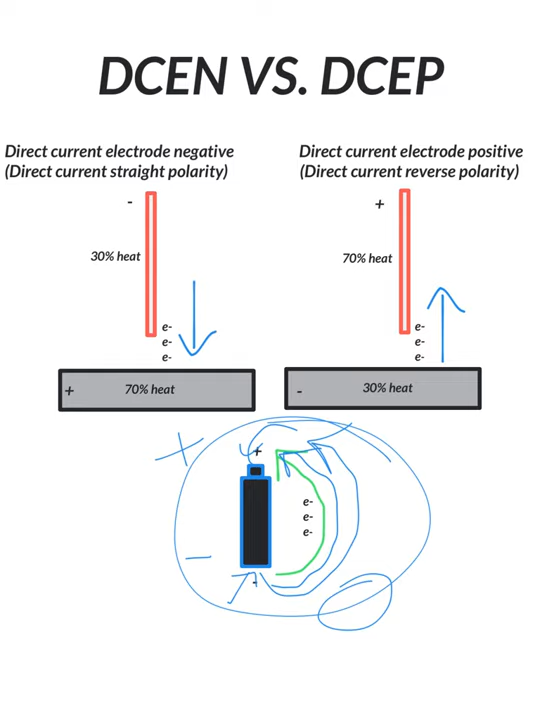 DCEN VS. DCEP
Direct current electrode negative
(Direct current straight polarity)
-
30% heat
e-
e-
e-
+
70% heat
Direct current electrode positive
(Direct current reverse polarity)
+
70% heat
e-
e-
e-
-
30% heat
+
+
e-
e-
e-
-
-